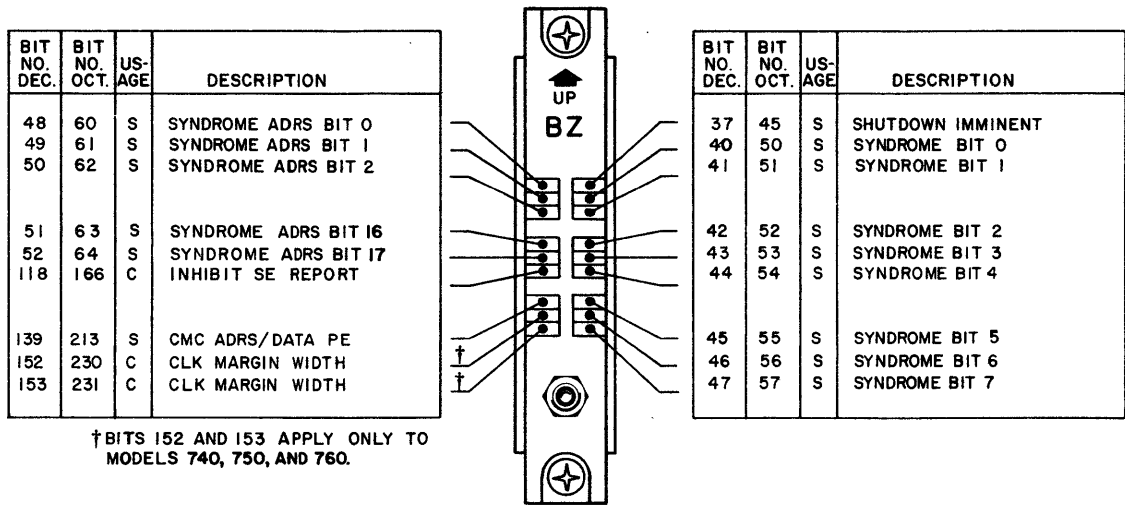 BIT NO. DEC. BIT NO. OCT. US-AGE DESCRIPTION
48 60 S SYNDROME ADRS BIT 0
49 61 S SYNDROME ADRS BIT 1
50 62 S SYNDROME ADRS BIT 2
51 63 S SYNDROME ADRS BIT 16
52 64 S SYNDROME ADRS BIT 17
118 166 C INHIBIT SE REPORT
139 213 S CMC ADRS/DATA PE
152 230 C CLK MARGIN WIDTH †
153 231 C CLK MARGIN WIDTH †
† BITS 152 AND 153 APPLY ONLY TO
MODELS 740, 750, AND 760.
UP
BZ
BIT NO. DEC. BIT NO. OCT. US-AGE DESCRIPTION
37 45 S SHUTDOWN IMMINENT
40 50 S SYNDROME BIT 0
41 51 S SYNDROME BIT 1
42 52 S SYNDROME BIT 2
43 53 S SYNDROME BIT 3
44 54 S SYNDROME BIT 4
45 55 S SYNDROME BIT 5
46 56 S SYNDROME BIT 6
47 57 S SYNDROME BIT 7